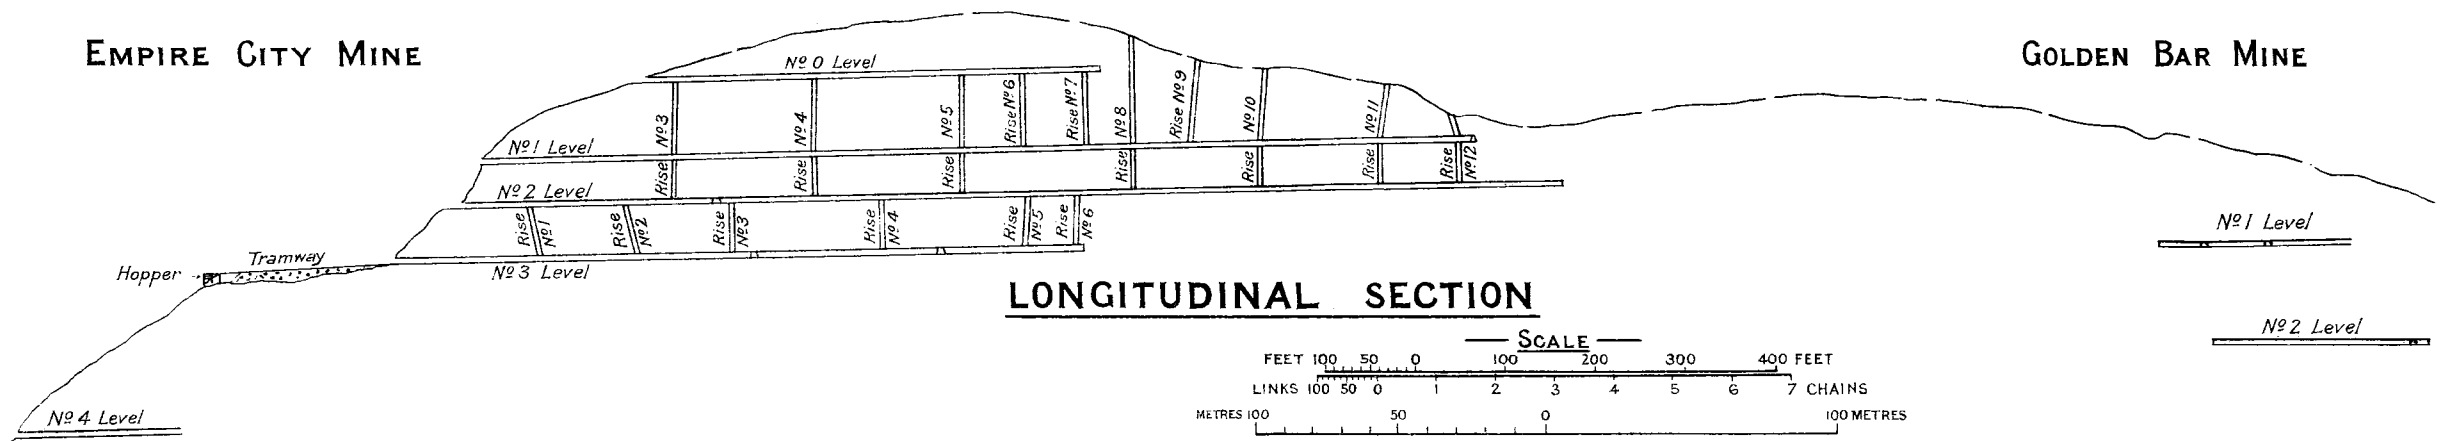 EMPIRE CITY MINE
GOLDEN BAR MINE
Nº 0 Level
Rise Nº 3
Rise Nº 4
Rise Nº 5
Rise Nº 6
Rise Nº 7
Rise Nº 8
Rise Nº 9
Rise Nº 10
Rise Nº 11
Rise Nº 12
Nº 1 Level
Nº 2 Level
Rise Nº 1
Rise Nº 2
Rise Nº 3
Rise Nº 4
Rise Nº 5
Rise Nº 6
Nº 1 Level
Tramway
Hopper
Nº 3 Level
LONGITUDINAL SECTION
Nº 2 Level
SCALE
FEET 100 50 0 100 200 300 400 FEET
LINKS 100 50 0 1 2 3 4 5 6 7 CHAINS
METRES 100 50 0 100 METRES
Nº 4 Level